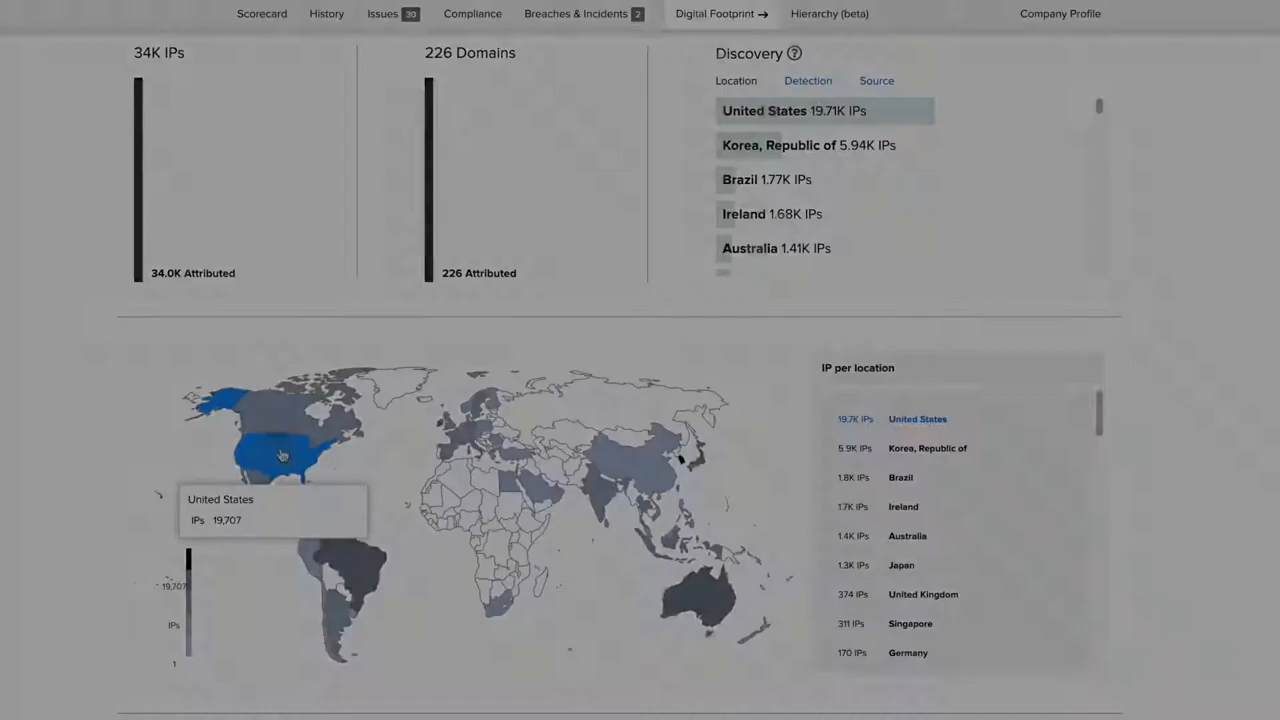 Scorecard History Issues 30 Compliance Breaches & Incidents 2 Digital Footprint → Hierarchy (beta) Company Profile
34K IPs
34.0K Attributed
226 Domains
226 Attributed
Discovery ?
Location Detection Source
United States 19.71K IPs
Korea, Republic of 5.94K IPs
Brazil 1.77K IPs
Ireland 1.68K IPs
Australia 1.41K IPs
United States
IPs 19,707
19,707
IPs
1
IP per location
19.7K IPs United States
5.9K IPs Korea, Republic of
1.8K IPs Brazil
1.7K IPs Ireland
1.4K IPs Australia
1.3K IPs Japan
374 IPs United Kingdom
311 IPs Singapore
170 IPs Germany